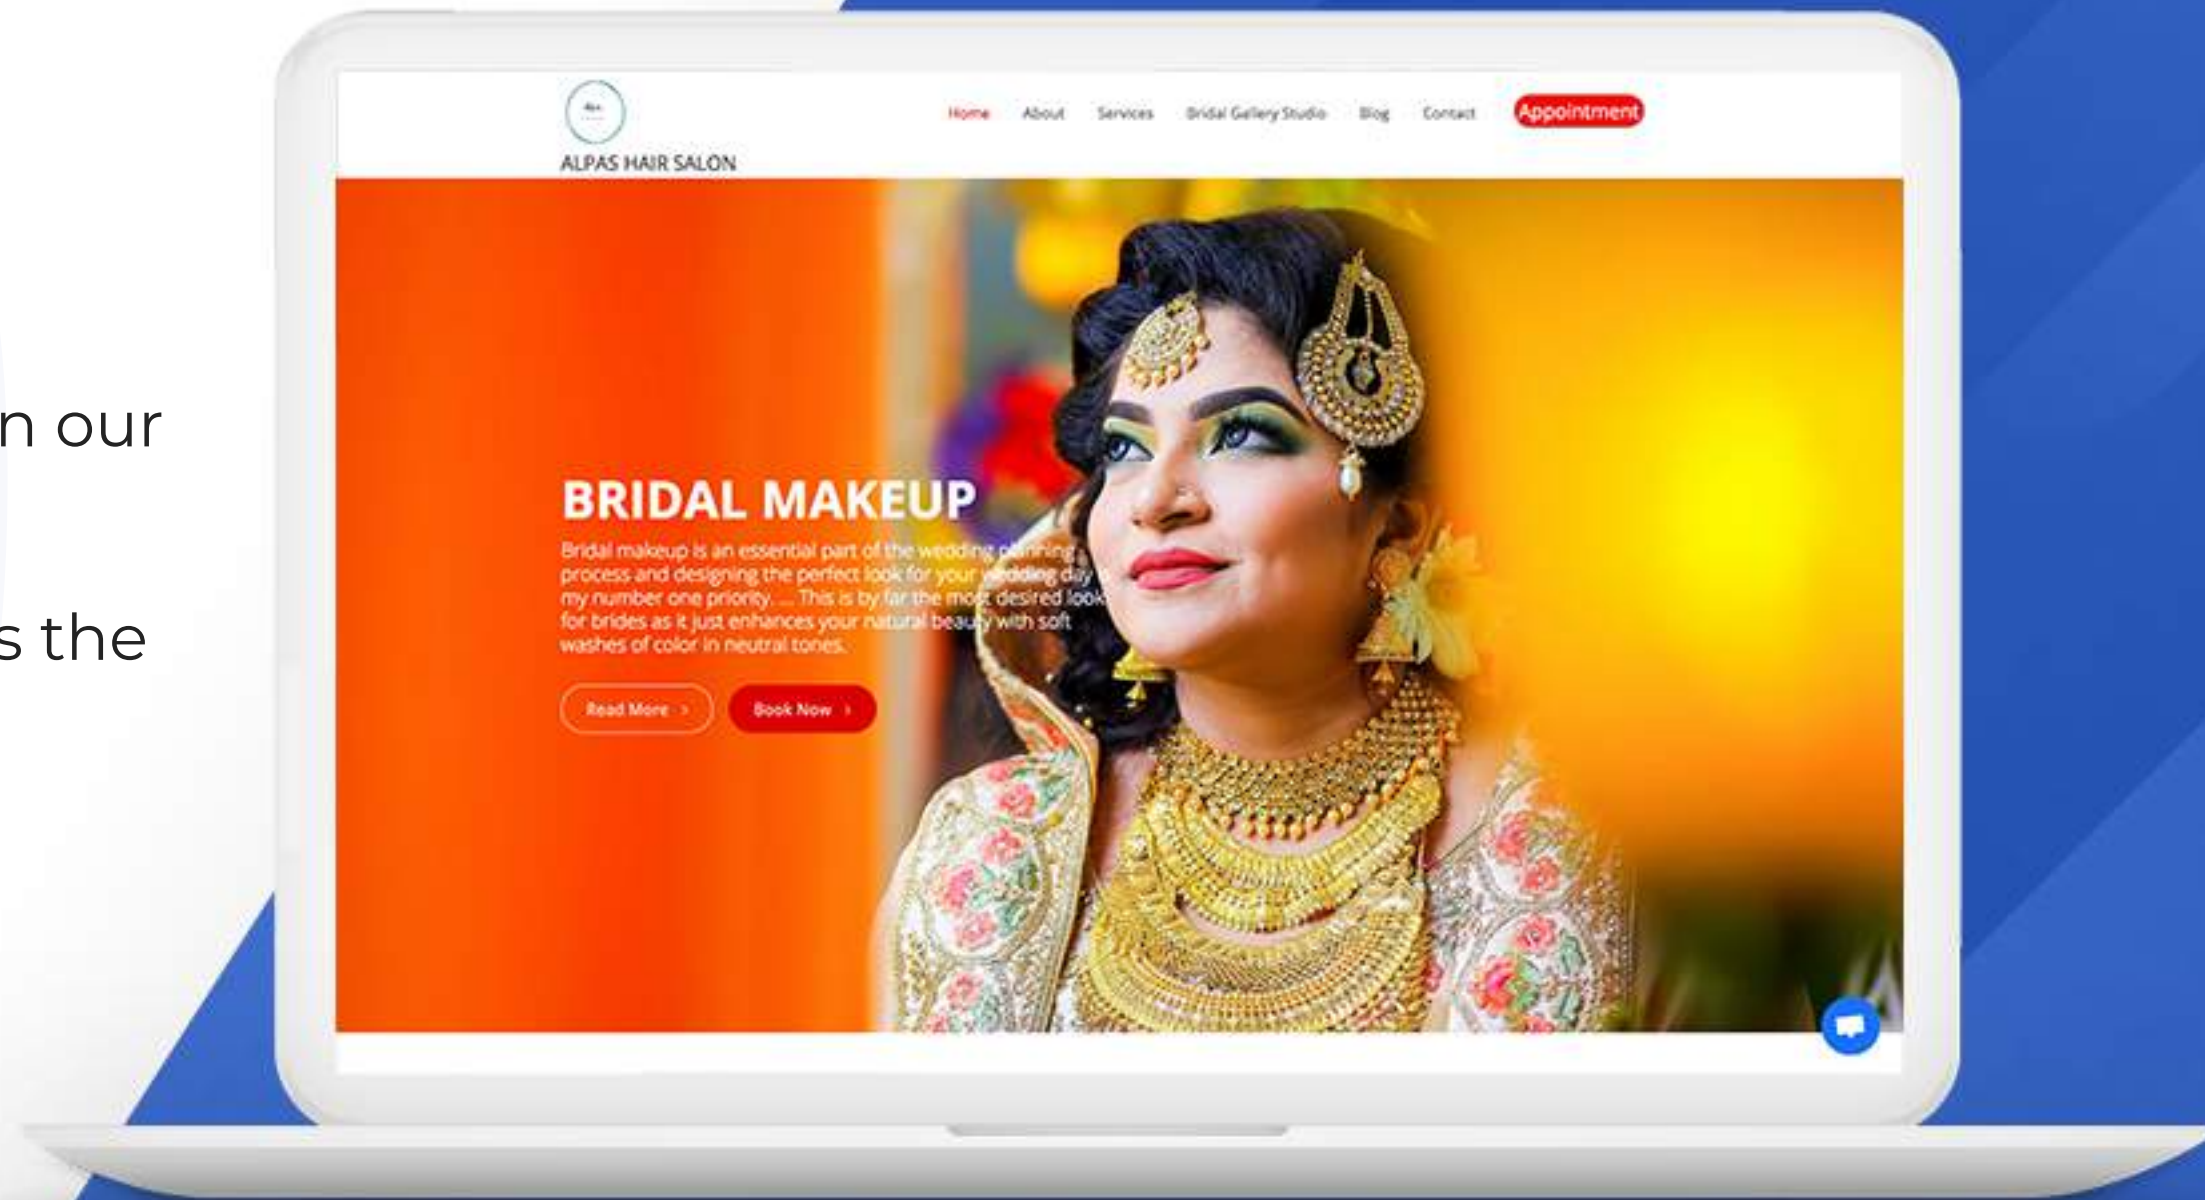 ALPAS HAIR SALON
Home About Services Bridal Gallery Studio Blog Contact Appointment
n our
s the
BRIDAL MAKEUP
Bridal makeup is an essential part of the wedding planning
process and designing the perfect look for your wedding day
my number one priority. ... This is by far the most desired look
for brides as it just enhances your natural beauty with soft
washes of color in neutral tones.
Read More Book Now